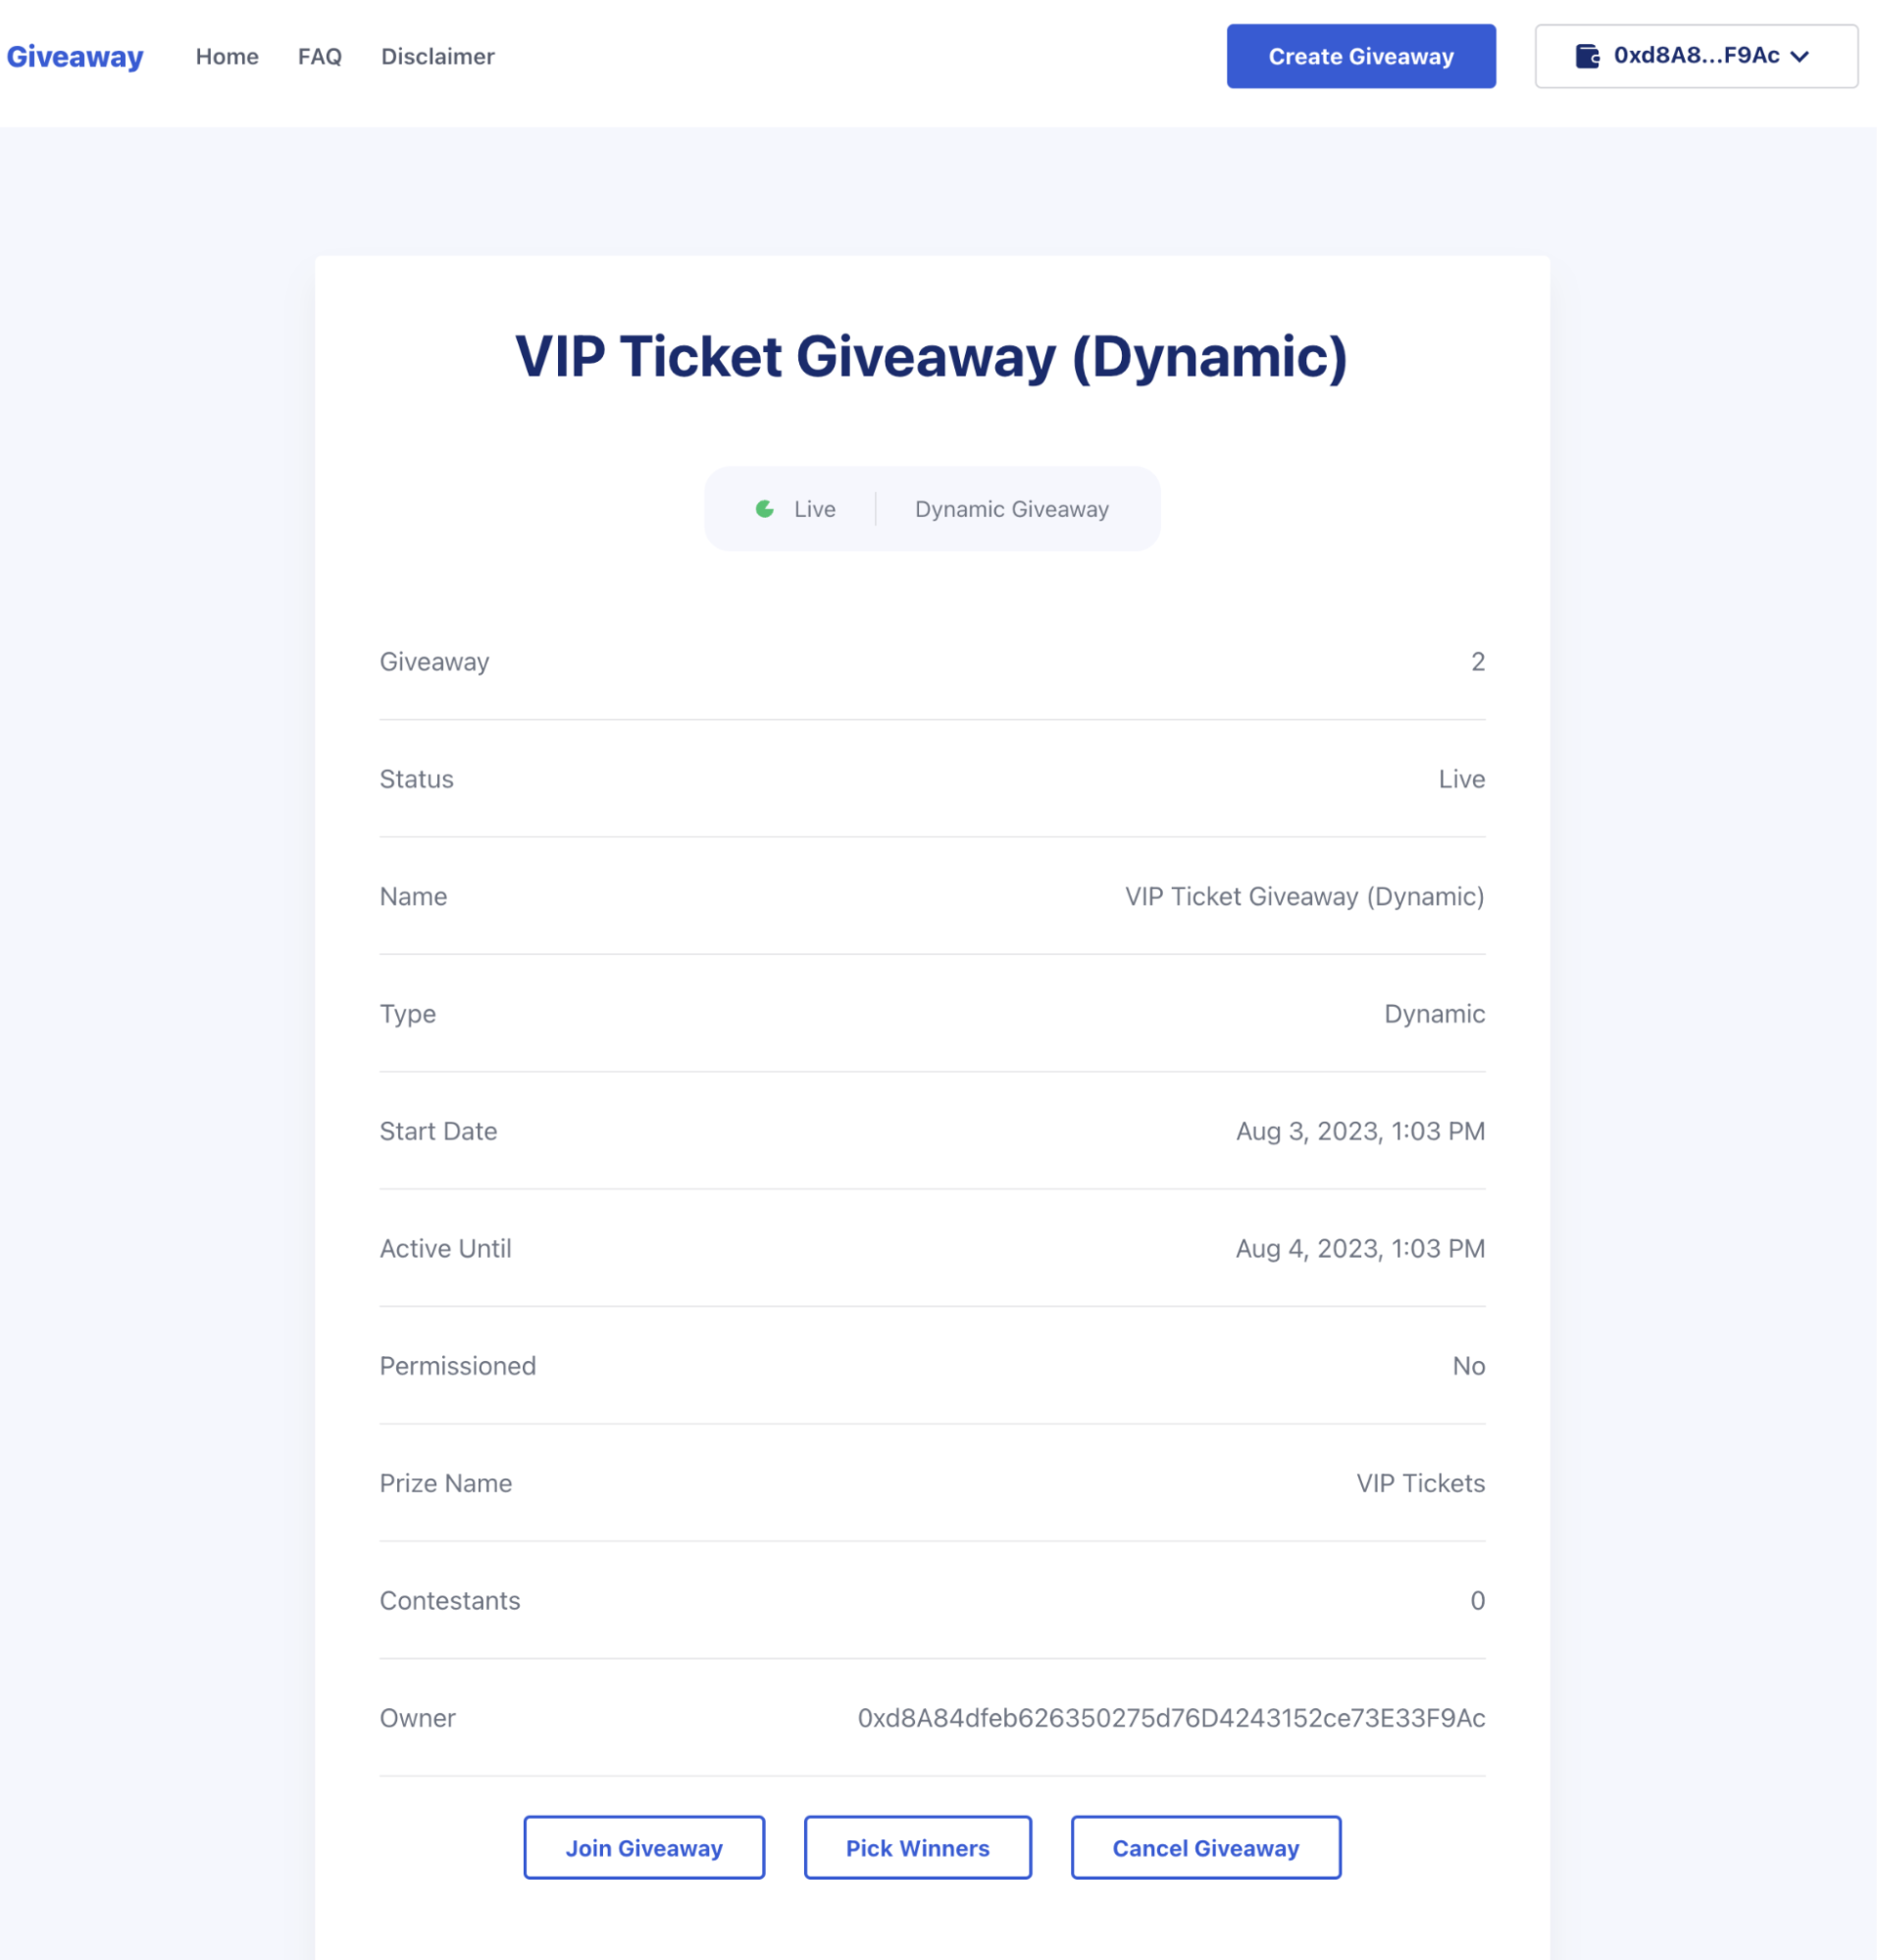 Giveaway Home FAQ Disclaimer Create Giveaway 0xd8A8...F9Ac
VIP Ticket Giveaway (Dynamic)
Live Dynamic Giveaway
Giveaway 2
Status Live
Name VIP Ticket Giveaway (Dynamic)
Type Dynamic
Start Date Aug 3, 2023, 1:03 PM
Active Until Aug 4, 2023, 1:03 PM
Permissioned No
Prize Name VIP Tickets
Contestants 0
Owner 0xd8A84dfeb626350275d76D4243152ce73E33F9Ac
Join Giveaway Pick Winners Cancel Giveaway